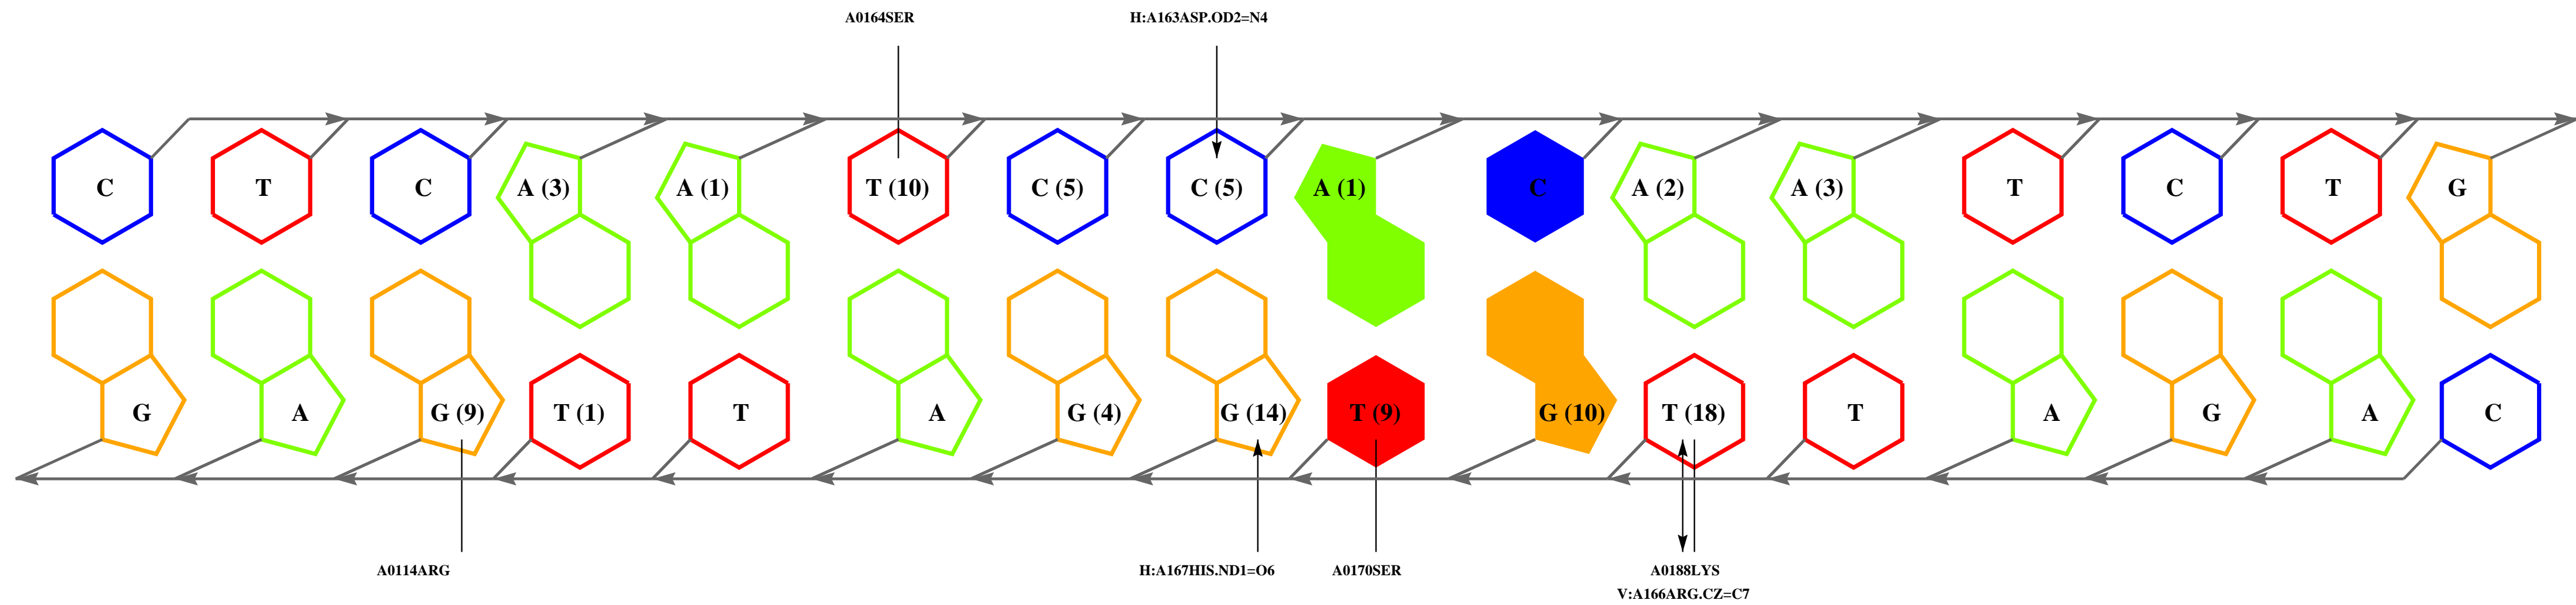 A0164SER H:A163ASP.OD2=N4
C T C A (3) A (1) T (10) C (5) C (5) A (1) C A (2) A (3) T C T G
G A G (9) T (1) T A G (4) G (14) T (9) G (10) T (18) T A G A C
A0114ARG H:A167HIS.ND1=O6 A0170SER A0188LYS
V:A166ARG.CZ=C7